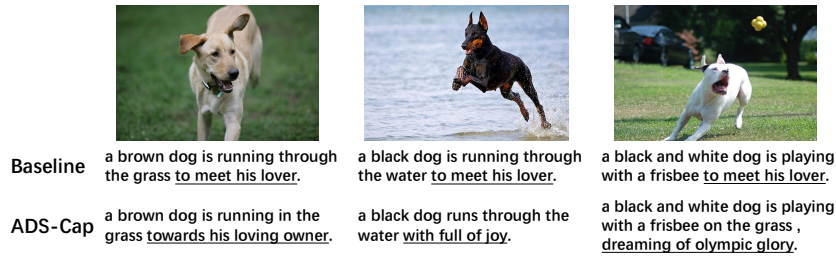 Baseline
a brown dog is running through
the grass to meet his lover.
a black dog is running through
the water to meet his lover.
a black and white dog is playing
with a frisbee to meet his lover.
ADS-Cap
a brown dog is running in the
grass towards his loving owner.
a black dog runs through the
water with full of joy.
a black and white dog is playing
with a frisbee on the grass ,
dreaming of olympic glory.